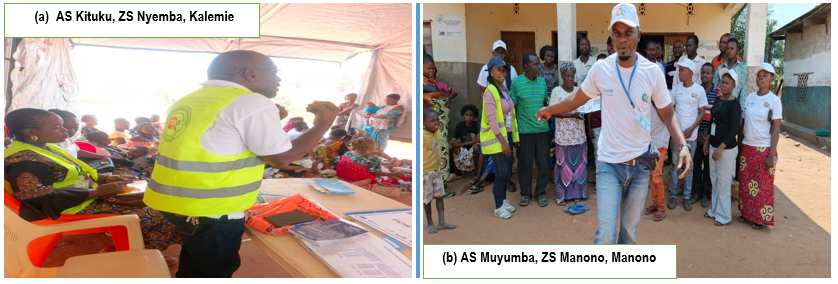 (a) AS Kituku, ZS Nyemba, Kalemie
(b) AS Muyumba, ZS Manono, Manono